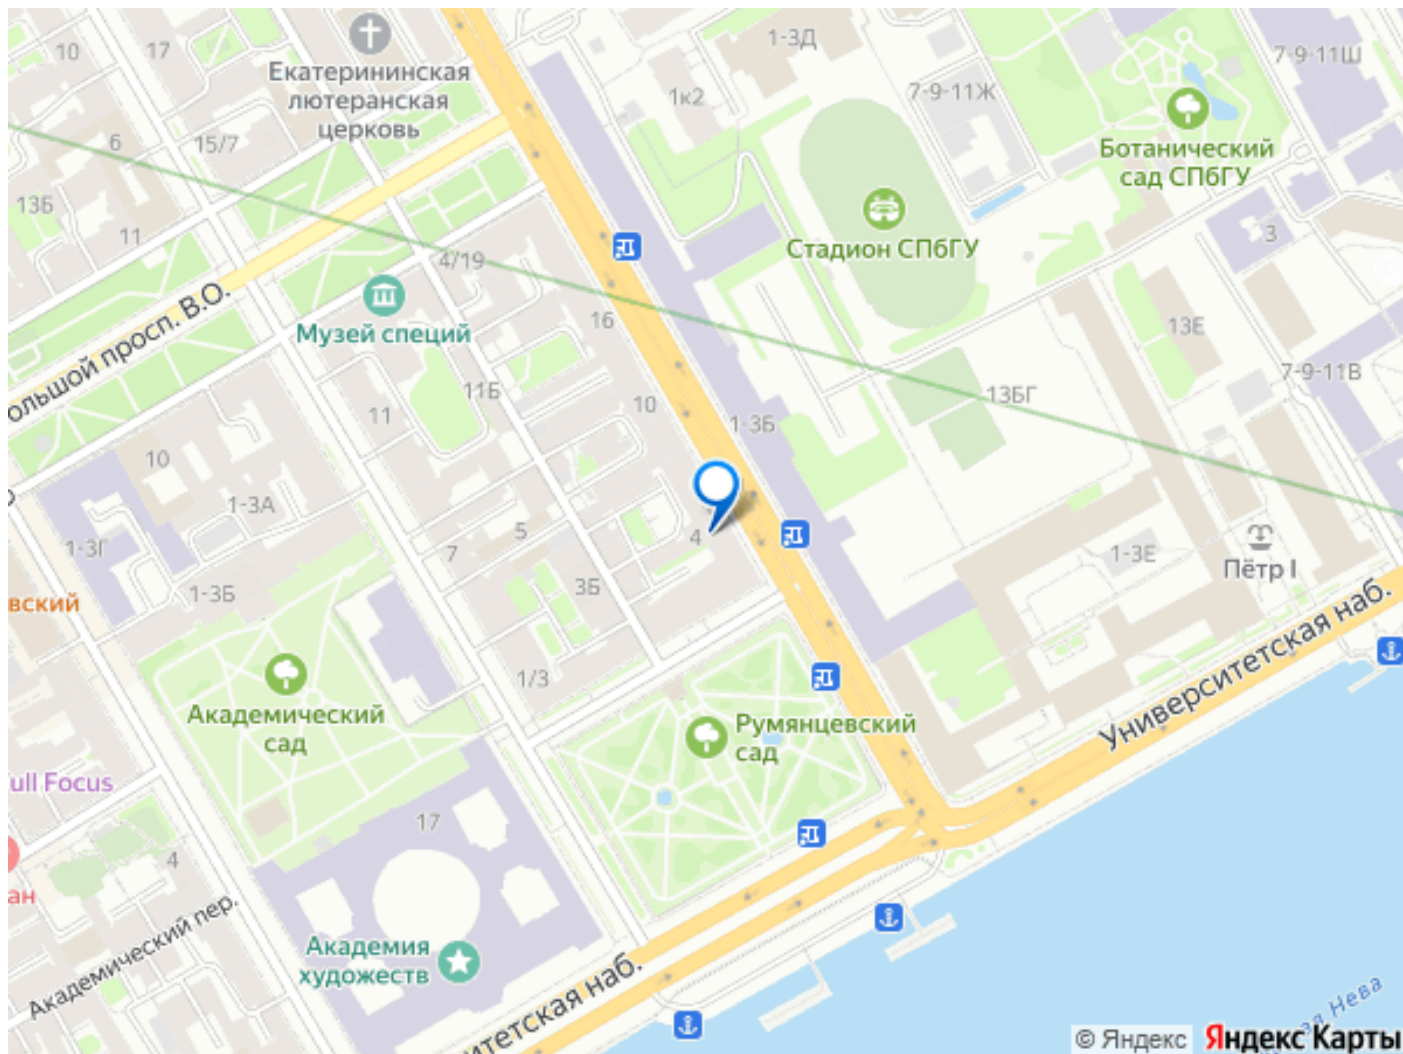 10
17
Екатерининская
лютеранская
церковь
6
15/7
13Б
11
4/19
Большой просп. В.О.
Музей специй
16
11Б
11
10
10
1-3А
1-3Г
1-3Б
7
5
3Б
4
1/3
1-3Д
1к2
7-9-11Ж
7-9-11Ш
Ботанический
сад СПбГУ
3
Стадион СПбГУ
13Е
7-9-11В
13БГ
1-3Б
1-3Е
Пётр I
Университетская наб.
вский
Академический
сад
Румянцевский
сад
ull Focus
17
4
ан
Академический пер.
Академия
художеств
итетская наб.
ая Нева
© Яндекс
Яндекс Карты